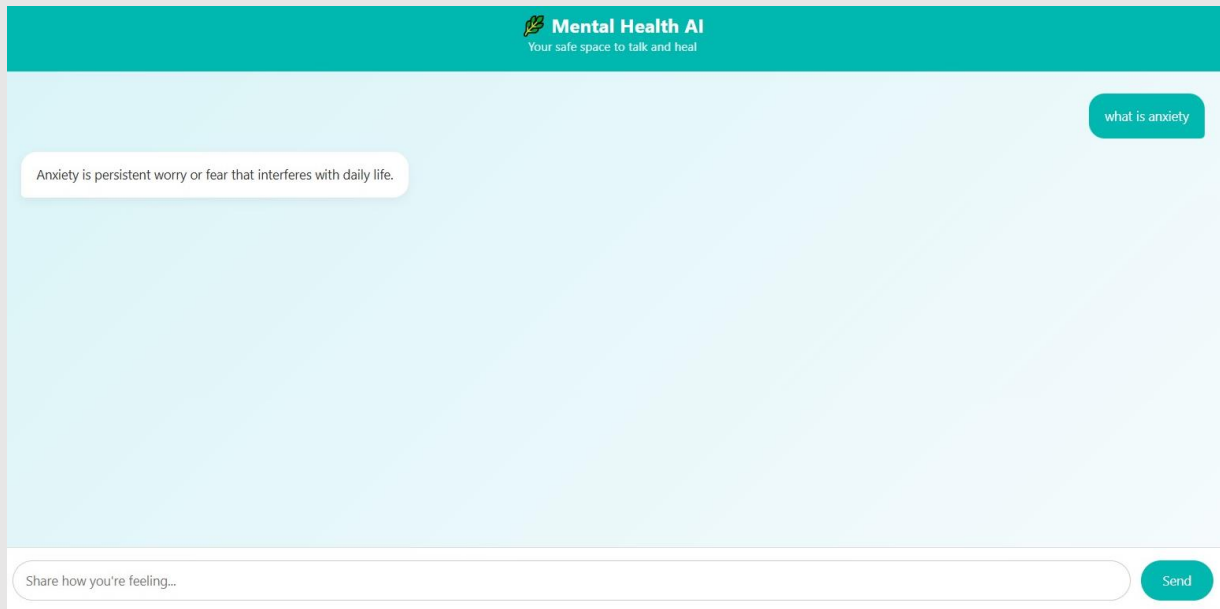 Mental Health AI
Your safe space to talk and heal
what is anxiety
Anxiety is persistent worry or fear that interferes with daily life.
Share how you're feeling...
Send